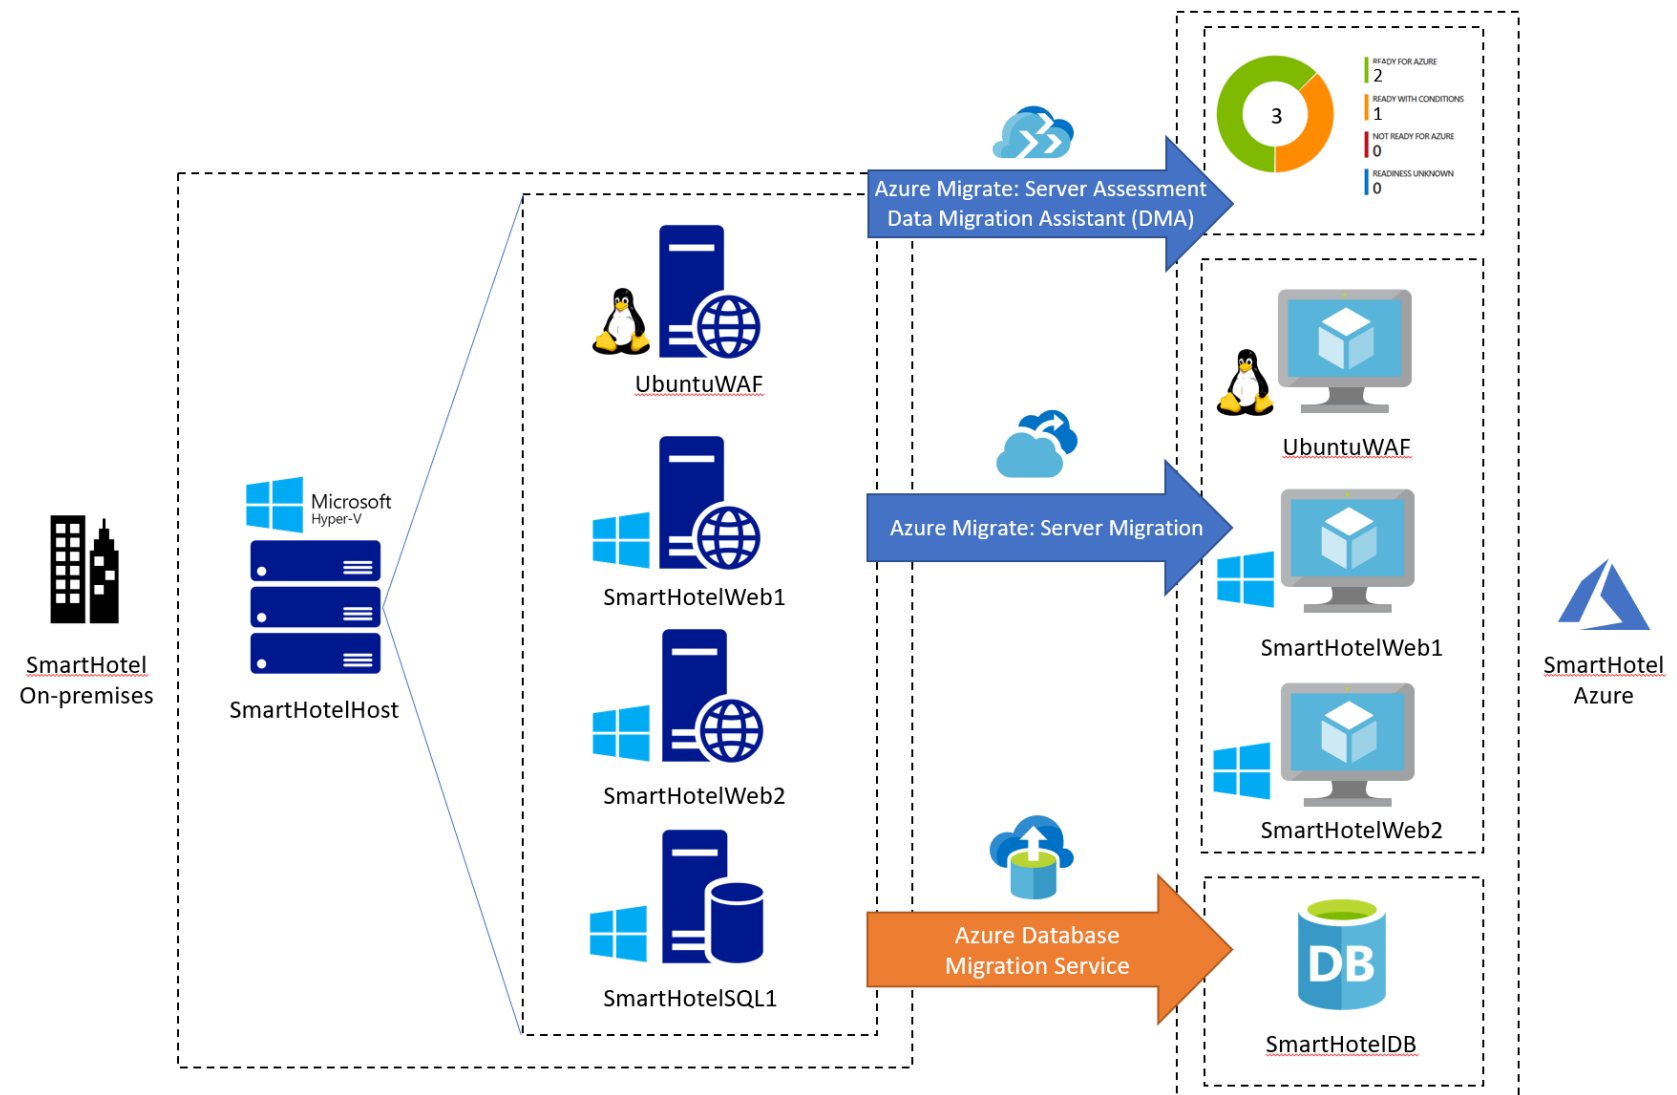 SmartHotel
On-premises
Microsoft
Hyper-V
SmartHotelHost
UbuntuWAF
SmartHotelWeb1
SmartHotelWeb2
SmartHotelSQL1
Azure Migrate: Server Assessment
Data Migration Assistant (DMA)
Azure Migrate: Server Migration
Azure Database
Migration Service
3
READY FOR AZURE
2
READY WITH CONDITIONS
1
NOT READY FOR AZURE
0
READINESS UNKNOWN
0
UbuntuWAF
SmartHotelWeb1
SmartHotelWeb2
DB
SmartHotelDB
SmartHotel
Azure